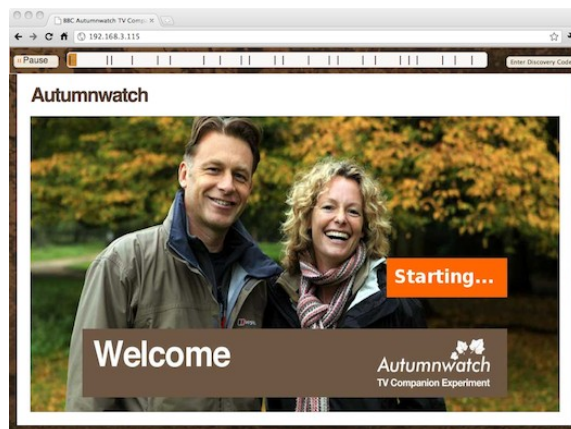 BBC Autumnwatch TV Comp
192.168.3.115
Pause
Enter Discovery Code
Autumnwatch
Starting...
Welcome
Autumnwatch
TV Companion Experiment